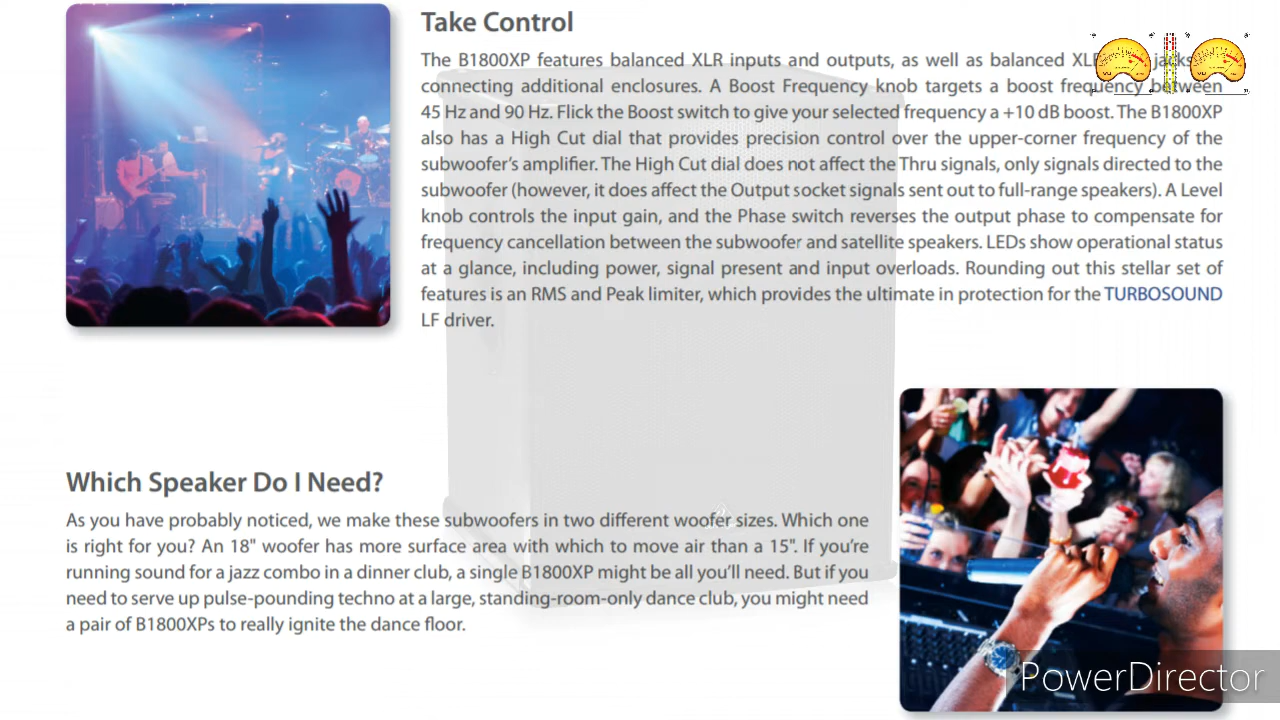 Take Control
The B1800XP features balanced XLR inputs and outputs, as well as balanced XLR jacks
connecting additional enclosures. A Boost Frequency knob targets a boost frequency between
45 Hz and 90 Hz. Flick the Boost switch to give your selected frequency a +10 dB boost. The B1800XP
also has a High Cut dial that provides precision control over the upper-corner frequency of the
subwoofer's amplifier. The High Cut dial does not affect the Thru signals, only signals directed to the
subwoofer (however, it does affect the Output socket signals sent out to full-range speakers). A Level
knob controls the input gain, and the Phase switch reverses the output phase to compensate for
frequency cancellation between the subwoofer and satellite speakers. LEDs show operational status
at a glance, including power, signal present and input overloads. Rounding out this stellar set of
features is an RMS and Peak limiter, which provides the ultimate in protection for the TURBOSOUND
LF driver.
Which Speaker Do I Need?
As you have probably noticed, we make these subwoofers in two different woofer sizes. Which one
is right for you? An 18" woofer has more surface area with which to move air than a 15". If you're
running sound for a jazz combo in a dinner club, a single B1800XP might be all you'll need. But if you
need to serve up pulse-pounding techno at a large, standing-room-only dance club, you might need
a pair of B1800XPs to really ignite the dance floor.
PowerDirector